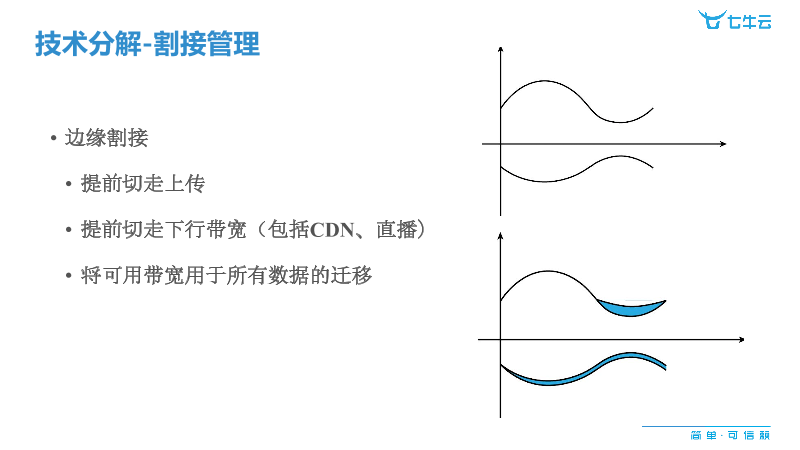 七牛云
技术分解-割接管理
• 边缘割接
• 提前切走上传
• 提前切走下行带宽（包括CDN、直播）
• 将可用带宽用于所有数据的迁移
简单·可信赖